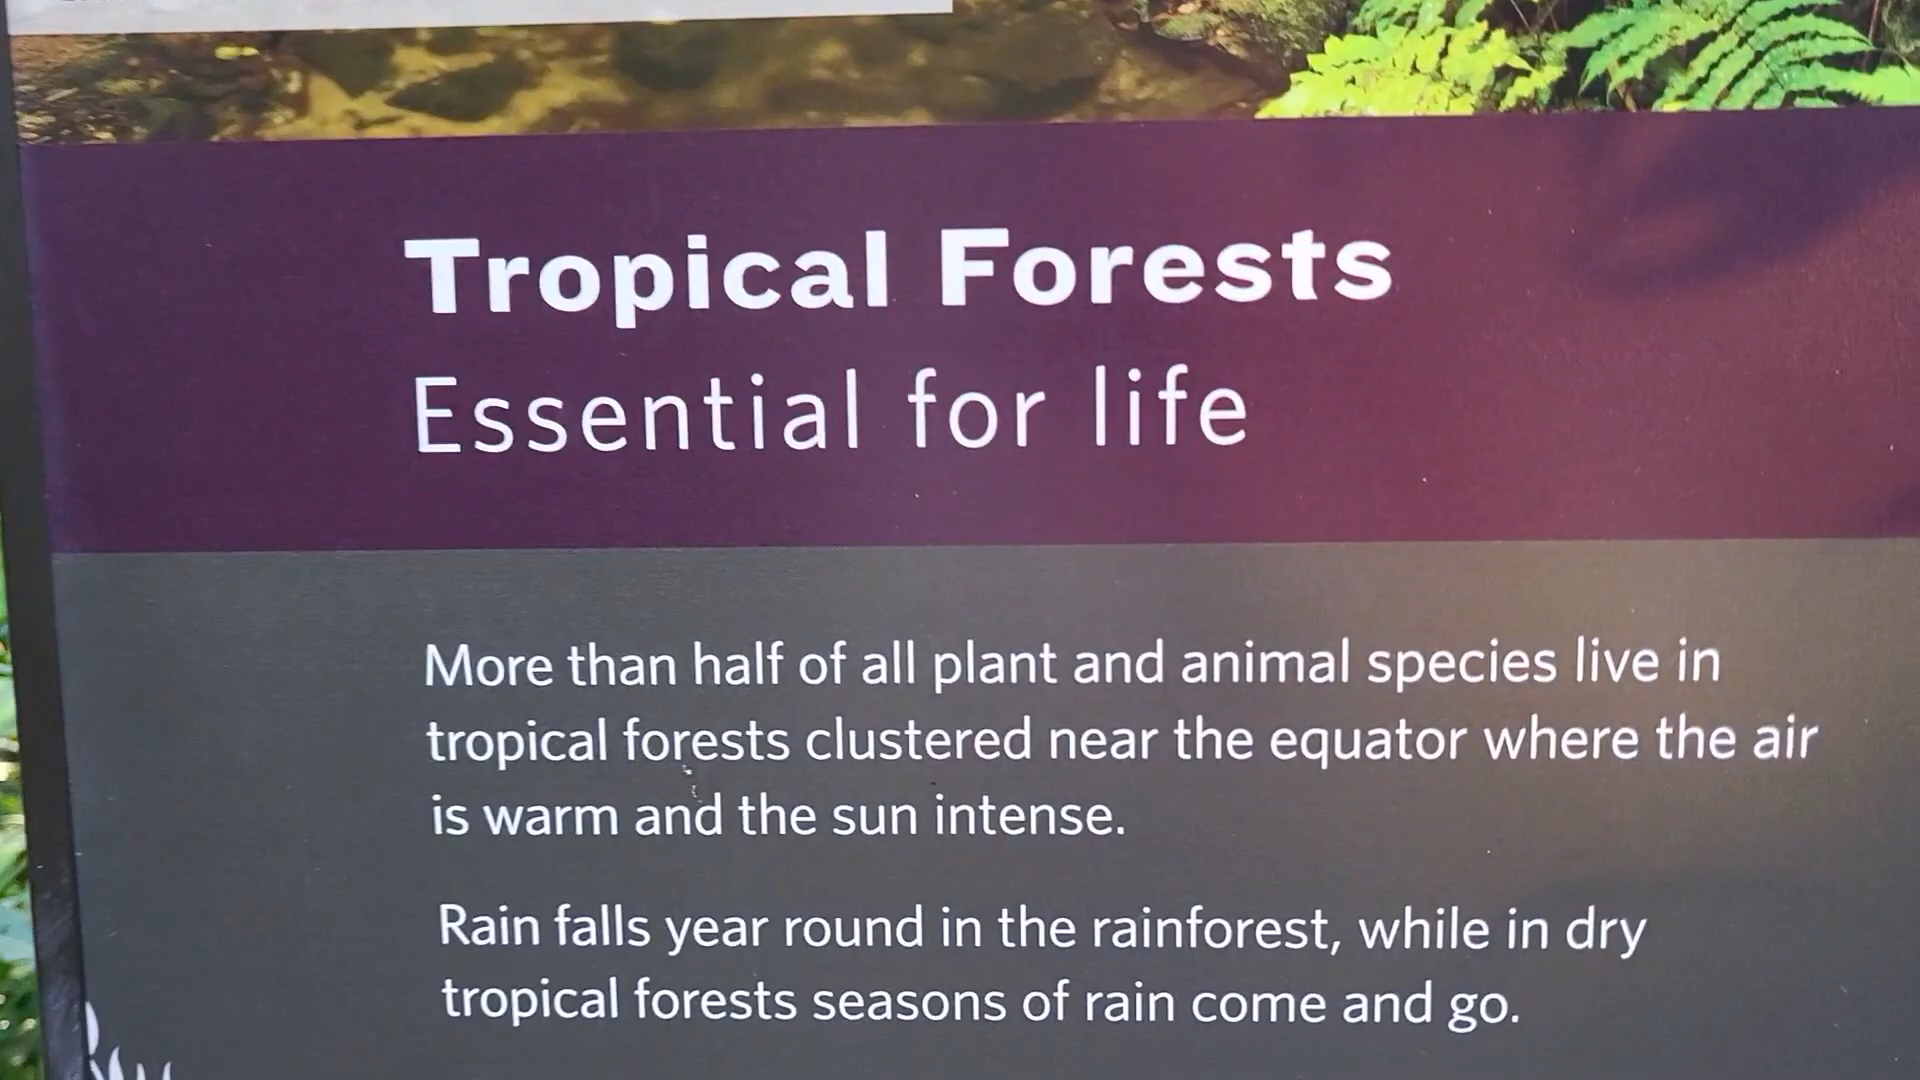 Tropical Forests
Essential for life
More than half of all plant and animal species live in
tropical forests clustered near the equator where the air
is warm and the sun intense.
Rain falls year round in the rainforest, while in dry
tropical forests seasons of rain come and go.